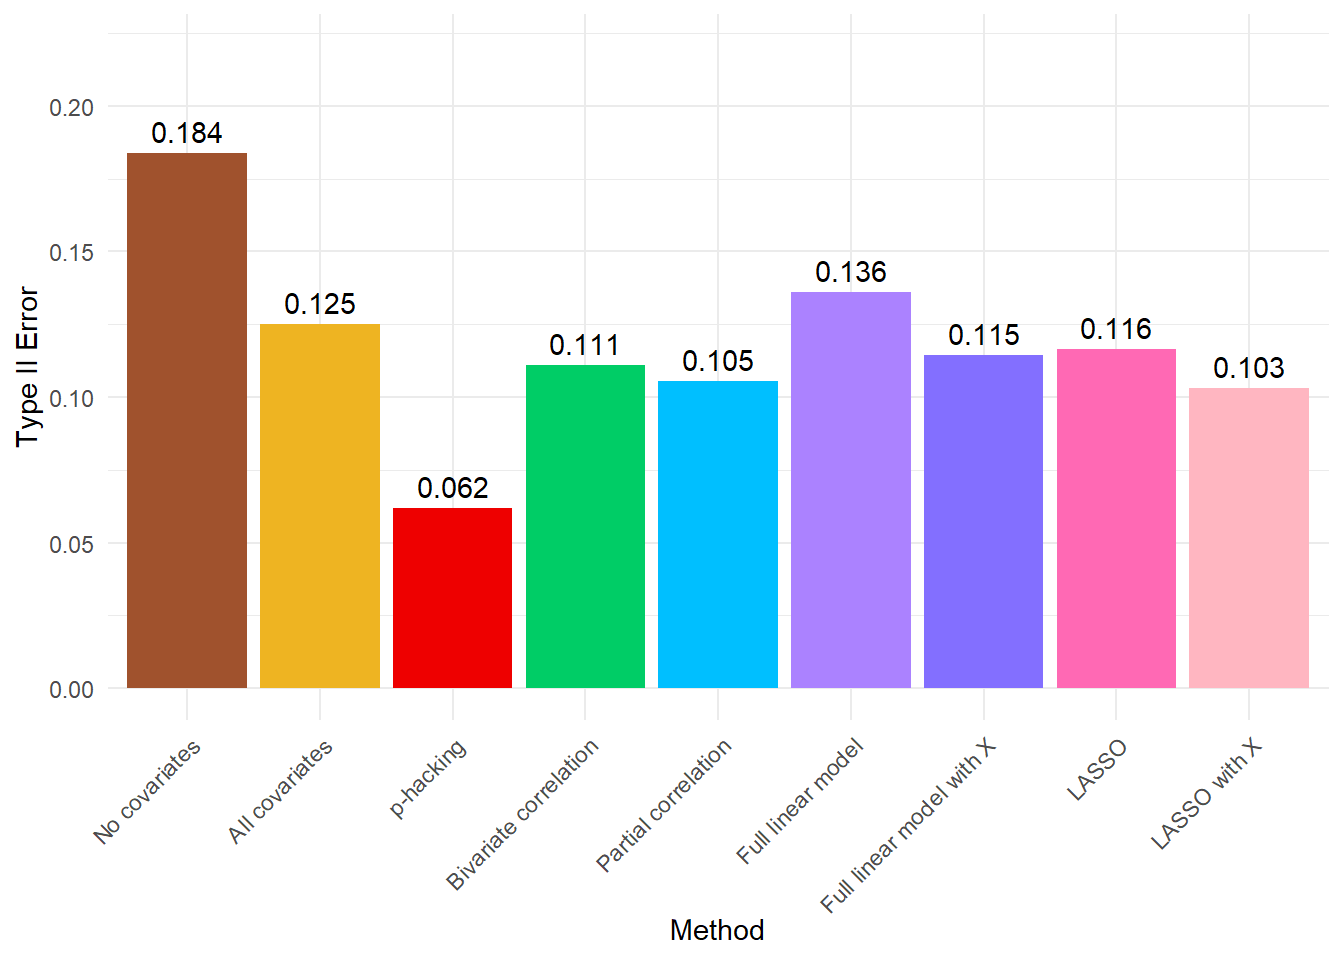 Type II Error
0.20
0.15
0.10
0.05
0.00
0.184
0.125
0.062
0.111
0.105
0.136
0.115
0.116
0.103
No covariates
All covariates
p-hacking
Bivariate correlation
Partial correlation
Full linear model
Full linear model with X
LASSO
LASSO with X
Method